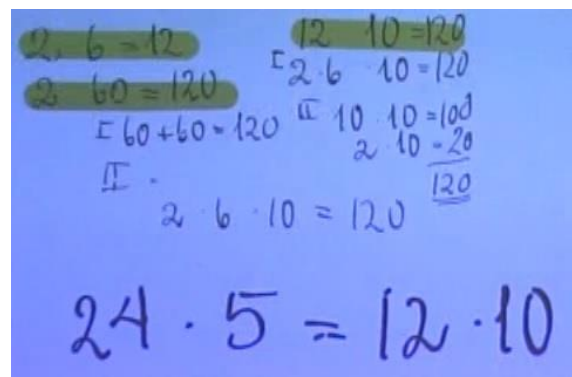 2 · 6 = 12
2 60 = 120
I 60 + 60 = 120
II ·
2 · 6 · 10 = 120
12 10 = 120
I 2 · 6 · 10 = 120
II 10 · 10 = 100
2 · 10 = 20
120
24 · 5 = 12 · 10